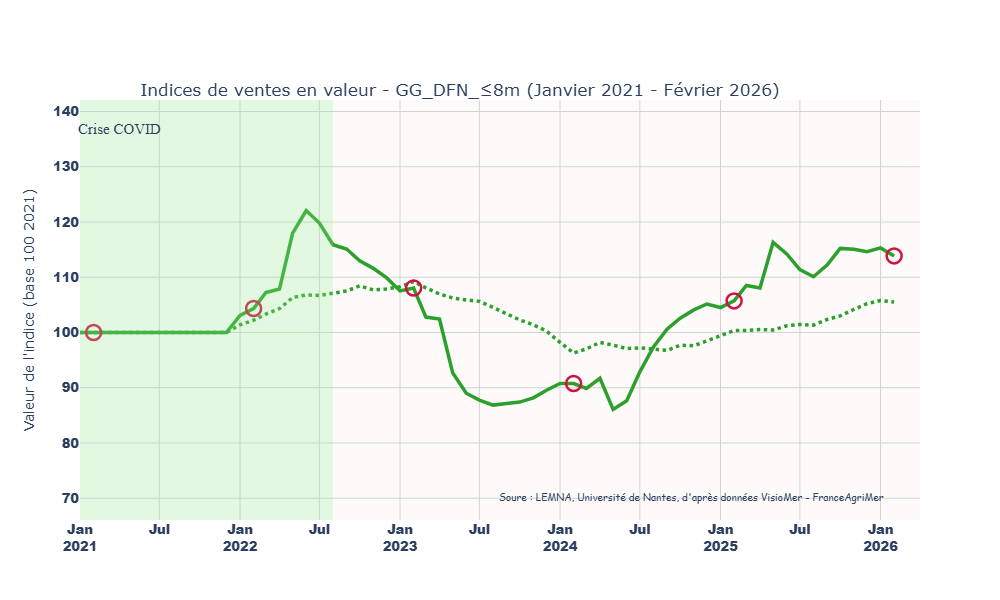 Indices de ventes en valeur - GG_DFN_≤8m (Janvier 2021 - Février 2026)
140
Crise COVID
130
120
110
100
90
80
70
Valeur de l'Indice (base 100 2021)
Soure : LEMNA, Université de Nantes, d'après données VisioMer - FranceAgriMer
Jan Jul Jan Jul Jan Jul Jan Jul Jan Jul Jan
2021 2022 2023 2024 2025 2026